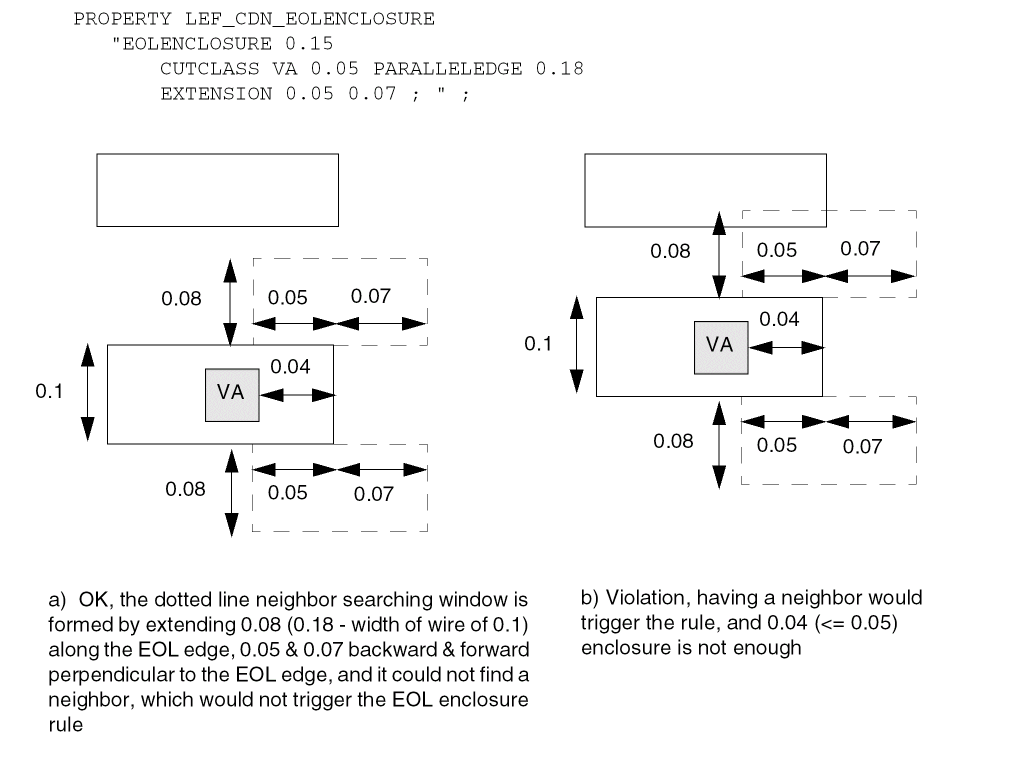 PROPERTY LEF_CDN_EOLENCLOSURE
"EOLENCLOSURE 0.15
CUTCLASS VA 0.05 PARALLELEDGE 0.18
EXTENSION 0.05 0.07 ; " ;
0.08
0.05
0.07
0.04
VA
0.1
0.08
0.05
0.07
0.08
0.05
0.07
0.04
VA
0.1
0.08
0.05
0.07
a) OK, the dotted line neighbor searching window is
formed by extending 0.08 (0.18 - width of wire of 0.1)
along the EOL edge, 0.05 & 0.07 backward & forward
perpendicular to the EOL edge, and it could not find a
neighbor, which would not trigger the EOL enclosure
rule
b) Violation, having a neighbor would
trigger the rule, and 0.04 (<= 0.05)
enclosure is not enough